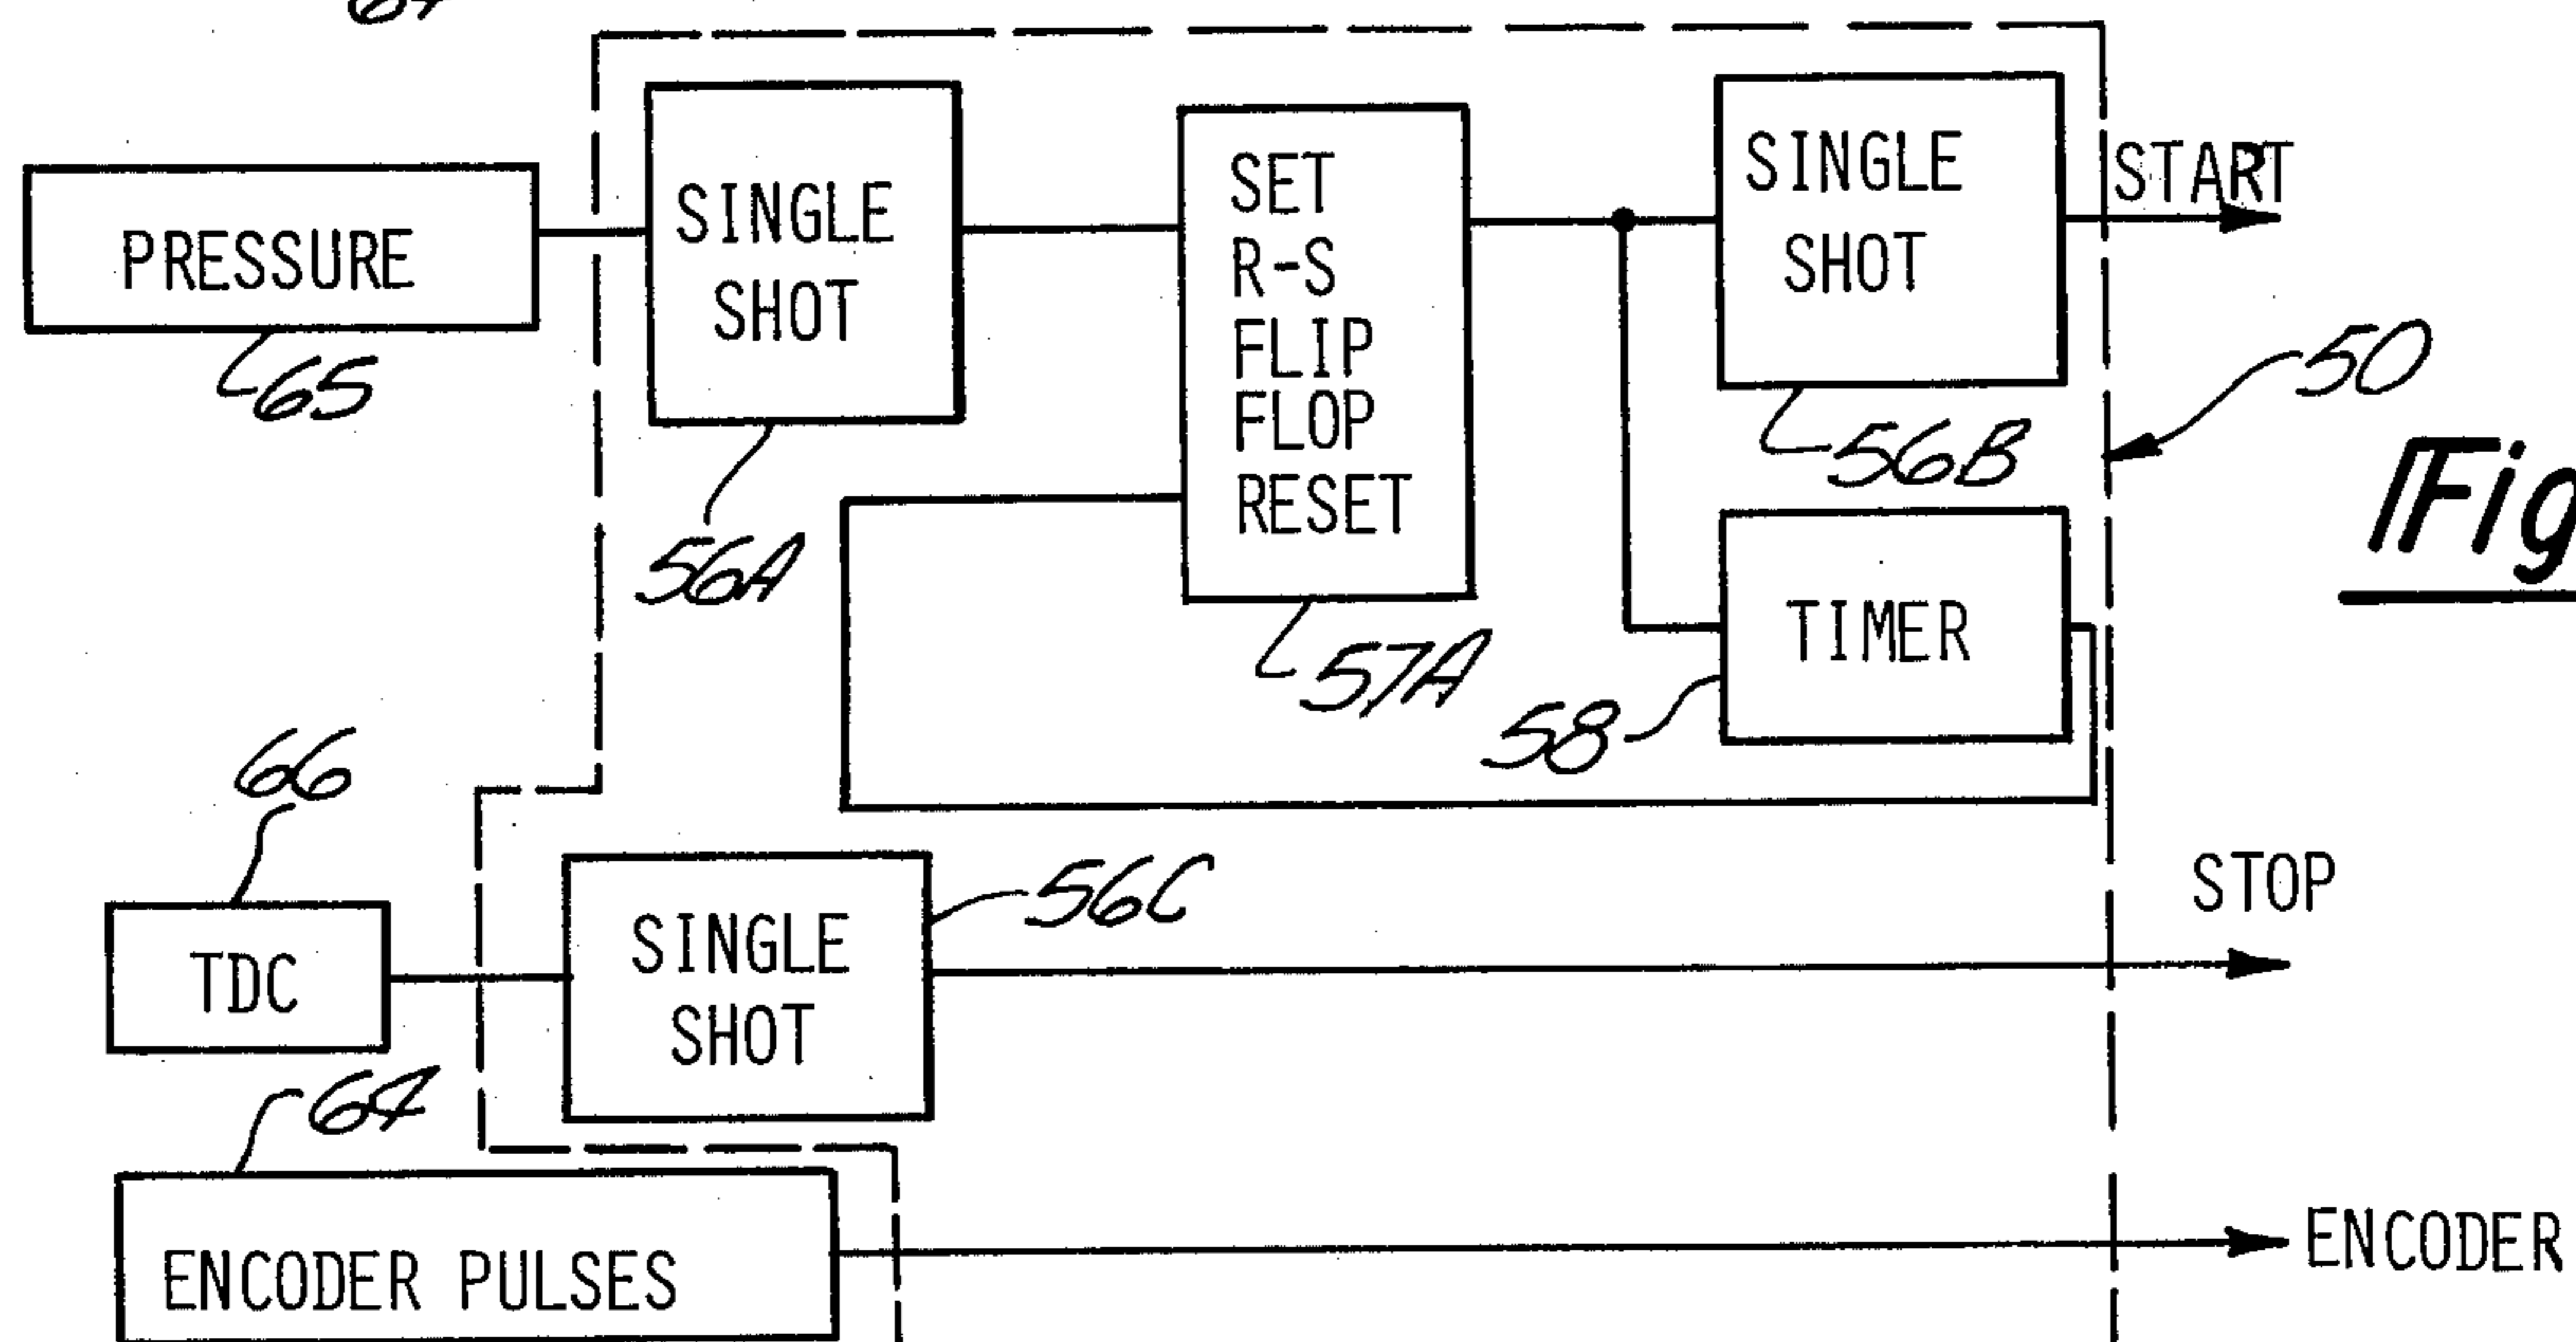 PRESSURE
65
SINGLE
SHOT
56A
SET
R-S
FLIP
FLOP
RESET
57A
SINGLE
SHOT
56B
START
50
Fig
TIMER
58
66
TDC
SINGLE
SHOT
56C
STOP
64
ENCODER PULSES
ENCODER